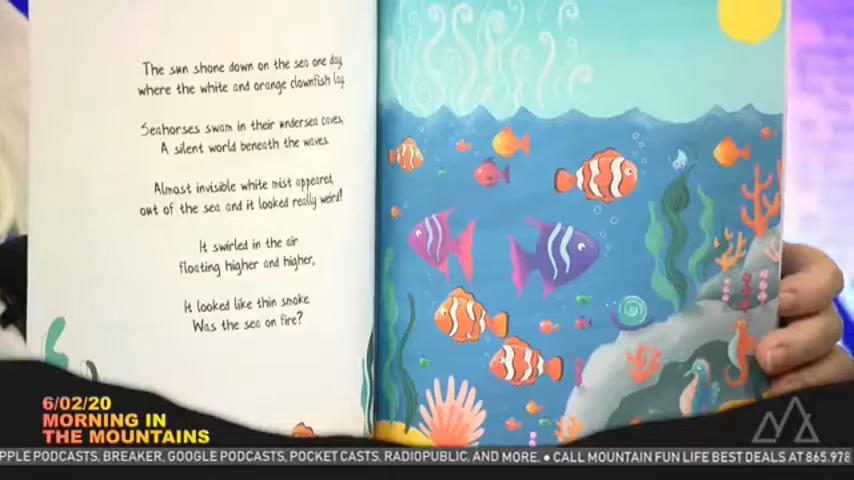 The sun shone down on the sea one day,
where the white and orange clownfish lay.
Seahorses swam in their undersea caves,
A silent world beneath the waves.
Almost invisible white mist appeared,
out of the sea and it looked really weird!
It swirled in the air
floating higher and higher,
It looked like thin smoke
Was the sea on fire?
6/02/20
MORNING IN
THE MOUNTAINS
PPLE PODCASTS, BREAKER, GOOGLE PODCASTS, POCKET CASTS, RADIOPUBLIC, AND MORE. ● CALL MOUNTAIN FUN LIFE BEST DEALS AT 865.978